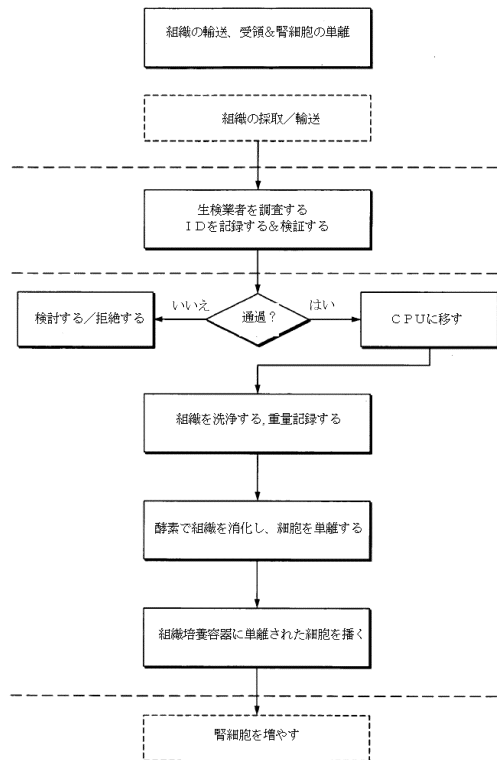 組織の輸送、受領＆腎細胞の単離
組織の採取／輸送
生検業者を調査する
ＩＤを記録する＆検証する
いいえ
通過？
はい
検討する／拒絶する
ＣＰＵに移す
組織を洗浄する,重量記録する
酵素で組織を消化し、細胞を単離する
組織培養容器に単離された細胞を播く
腎細胞を増やす